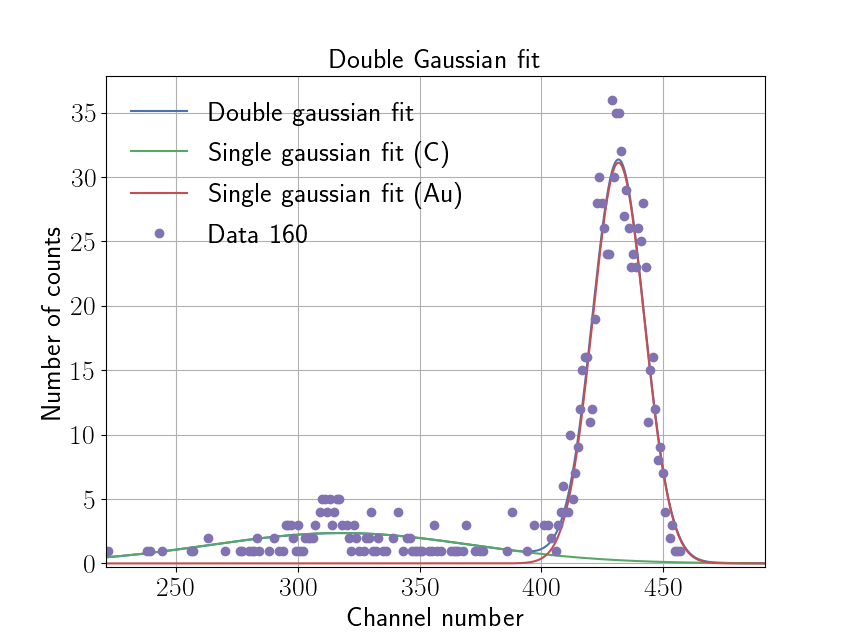 Double Gaussian fit
Double gaussian fit
Single gaussian fit (C)
Single gaussian fit (Au)
Data 160
Number of counts
35
30
25
20
15
10
5
0
250 300 350 400 450
Channel number